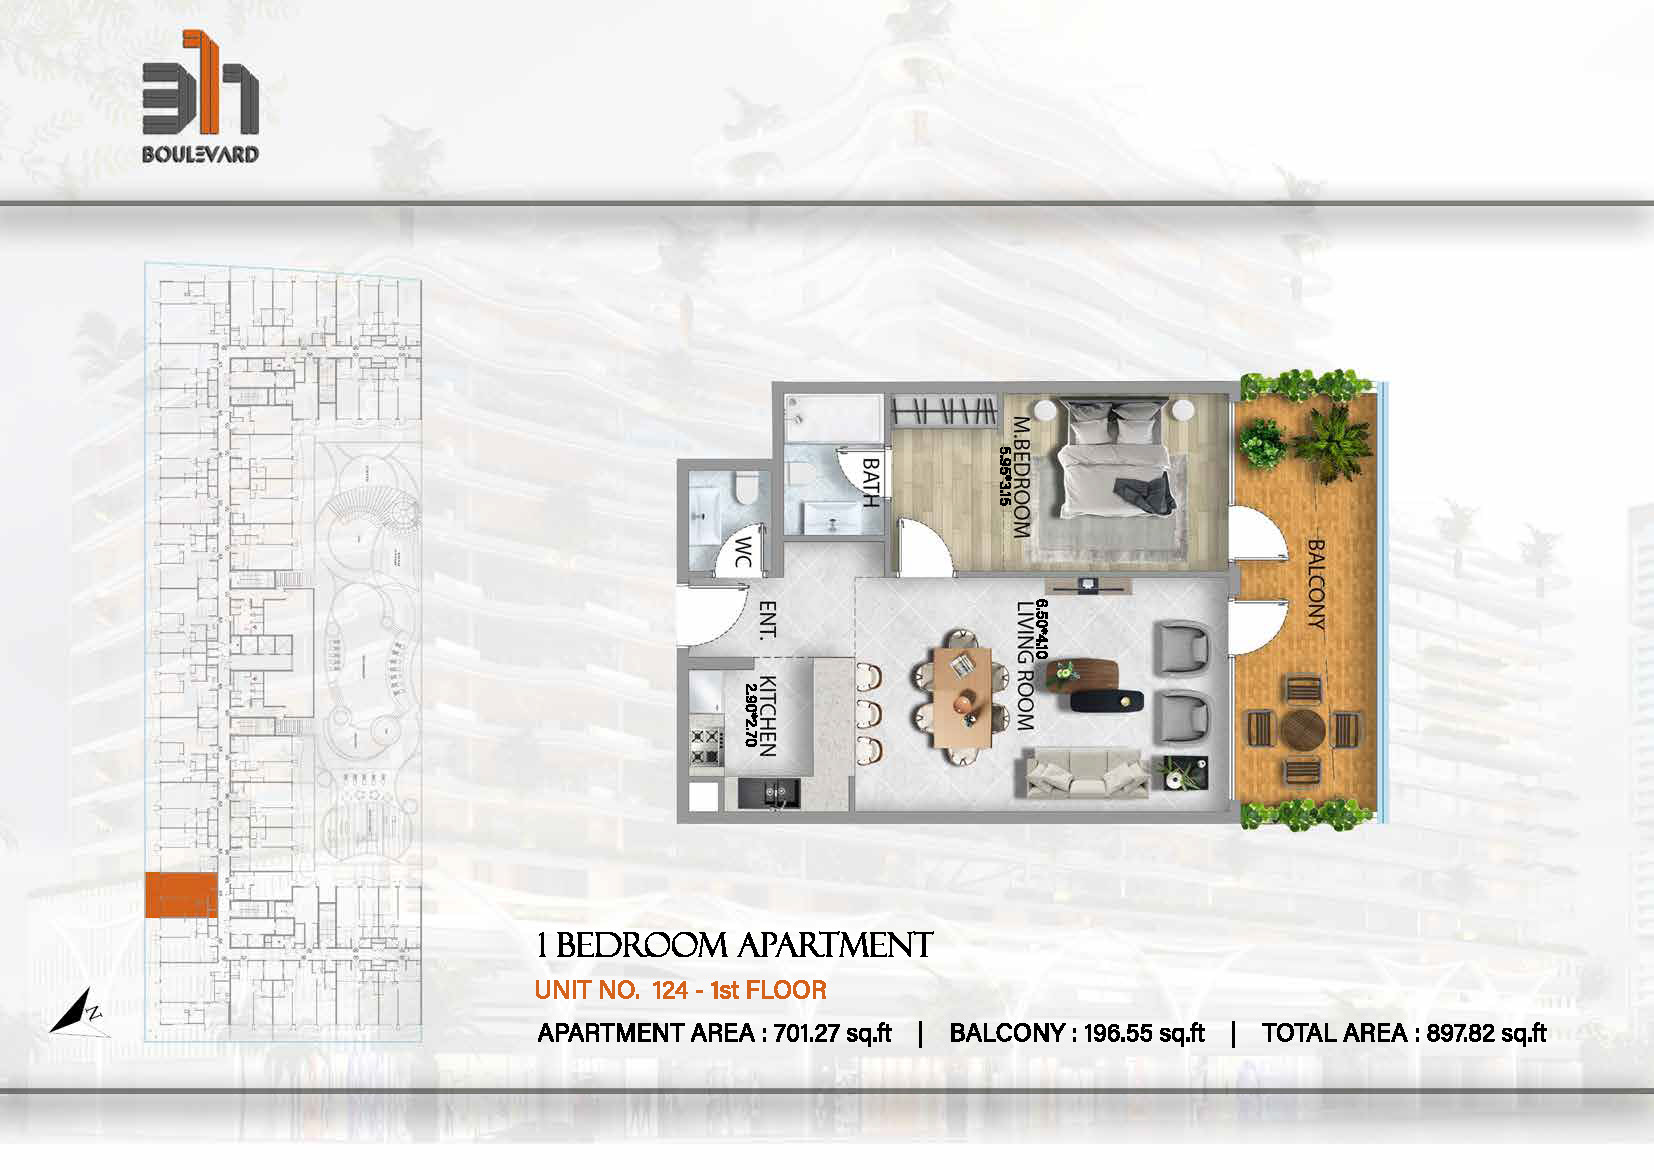 311
BOULEVARD
M.BEDROOM
5.95*3.15
BATH
WC
ENT.
KITCHEN
2.90*2.70
6.50*4.10
LIVING ROOM
BALCONY
N
1 BEDROOM APARTMENT
UNIT NO. 124 - 1st FLOOR
APARTMENT AREA : 701.27 sq.ft | BALCONY : 196.55 sq.ft | TOTAL AREA : 897.82 sq.ft